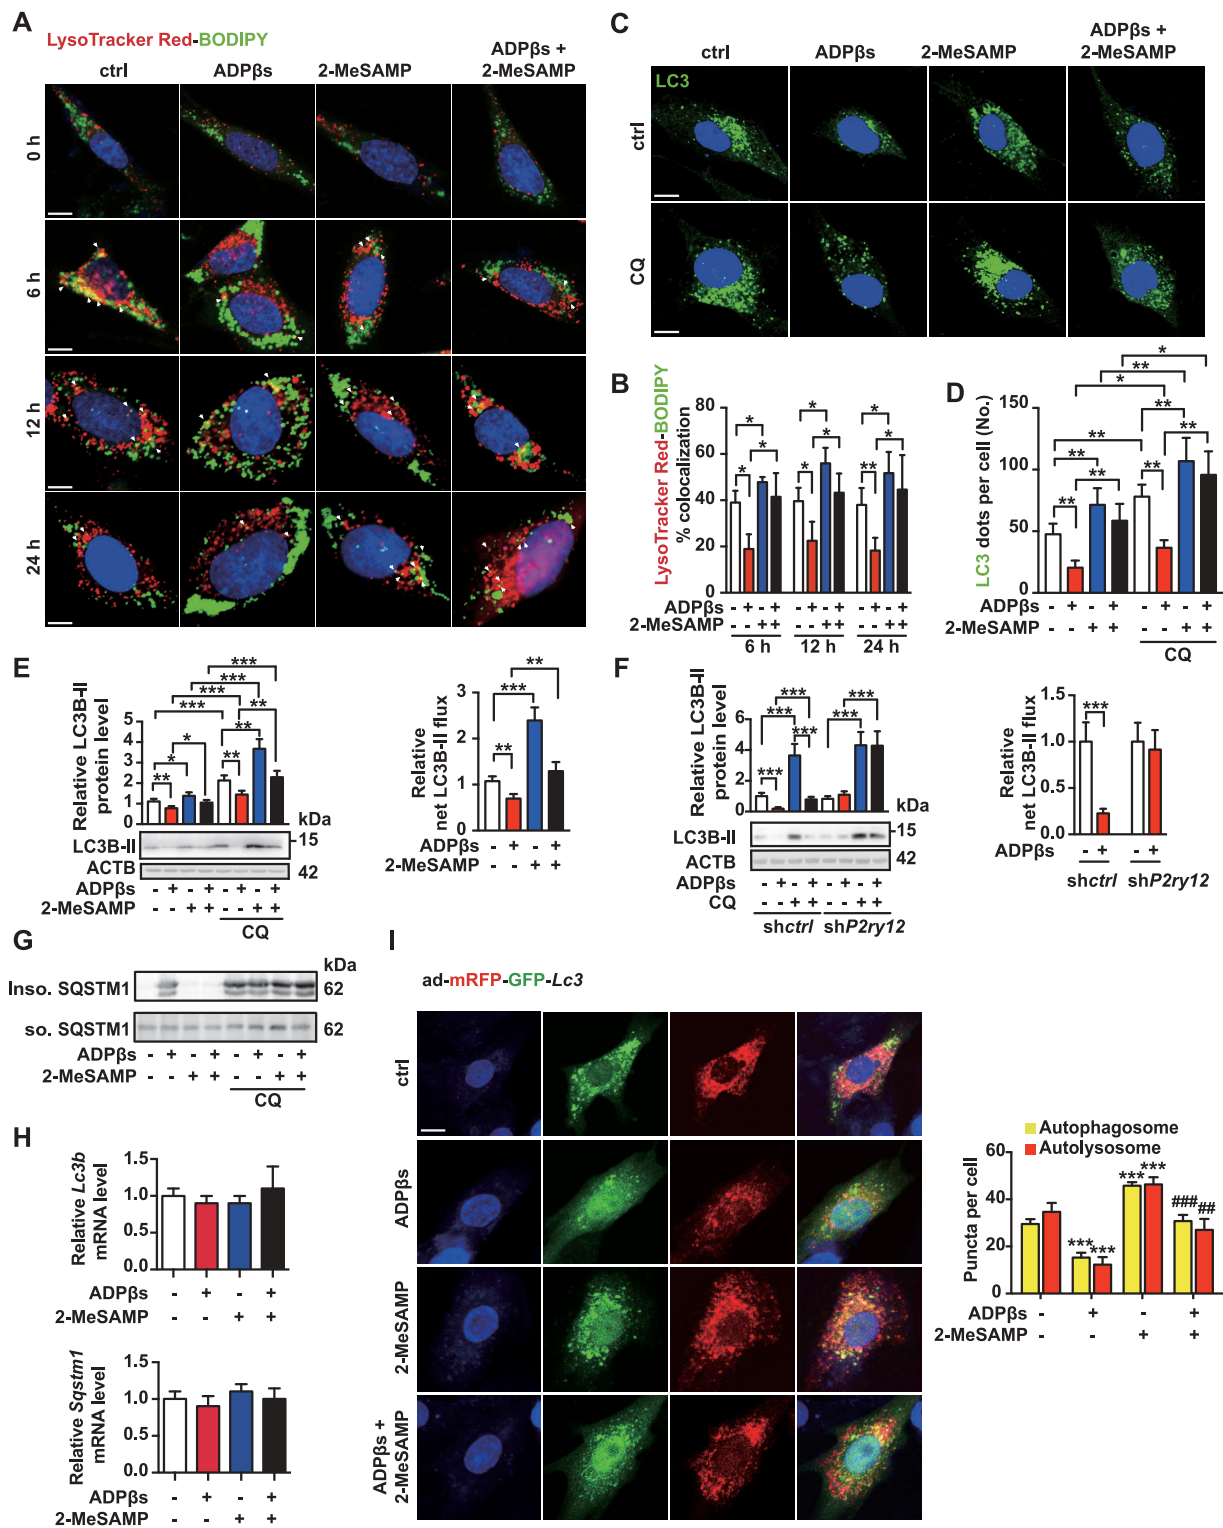 A
LysoTracker Red-BODIPY
ctrl
ADPβs
2-MeSAMP
ADPβs +
2-MeSAMP
0 h
6 h
12 h
24 h
C
ctrl
ADPβs
2-MeSAMP
ADPβs +
2-MeSAMP
LC3
ctrl
CQ
B
LysoTracker Red-BODIPY
% colocalization
80
60
40
20
0
* * * *
* * * *
** * * *
ADPβs - + - + - + - + - + - +
2-MeSAMP - - + + - - + + - - + +
6 h 12 h 24 h
D
LC3 dots per cell (No.)
150
100
50
0
*
**
*
** **
** **
** ** **
ADPβs - + - + - + - +
2-MeSAMP - - + + - - + +
CQ
E
Relative LC3B-II
protein level
5
4
3
2
1
0
***
***
***
*** * ** **
** * **
kDa
LC3B-II 15
ACTB 42
ADPβs - + - + - + - +
2-MeSAMP - - + + - - + +
CQ
Relative
net LC3B-II flux
3
2
1
0
**
***
**
ADPβs - + - +
2-MeSAMP - - + +
F
Relative LC3B-II
protein level
6
4
2
0
*** ***
*** *** ***
*** ***
kDa
LC3B-II 15
ACTB 42
ADPβs - + - + - + - +
CQ - - + + - - + +
shctrl shP2ry12
Relative
net LC3B-II flux
1.5
1.0
0.5
0.0
***
ADPβs - + - +
shctrl shP2ry12
G
kDa
Inso. SQSTM1 62
so. SQSTM1 62
ADPβs - + - + - + - +
2-MeSAMP - - + + - - + +
CQ
H
Relative Lc3b
mRNA level
1.5
1.0
0.5
0.0
ADPβs - + - +
2-MeSAMP - - + +
Relative Sqstm1
mRNA level
1.5
1.0
0.5
0.0
ADPβs - + - +
2-MeSAMP - - + +
I
ad-mRFP-GFP-Lc3
ctrl
ADPβs
2-MeSAMP
ADPβs +
2-MeSAMP
Autophagosome
Autolysosome
Puncta per cell
60
40
20
0
*** ***
*** ***
### ##
ADPβs - + - +
2-MeSAMP - - + +